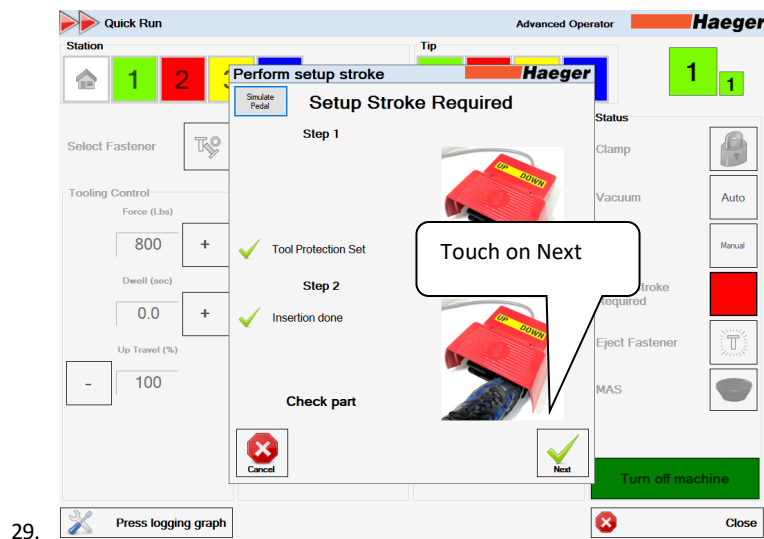 Quick Run
Advanced Operator
Haeger
Station
Tip
1
2
1
1
Perform setup stroke
Haeger
Simulate
Pedal
Setup Stroke Required
Step 1
UP DOWN
Status
Select Fastener
Clamp
Tooling Control
Vacuum
Auto
Force (Lbs)
800
+
Tool Protection Set
Touch on Next
Manual
Dwell (sec)
Step 2
Required
0.0
+
Insertion done
UP DOWN
Up Travel (%)
Eject Fastener
-
100
MAS
Check part
Cancel
Next
Turn off machine
29.
Press logging graph
Close